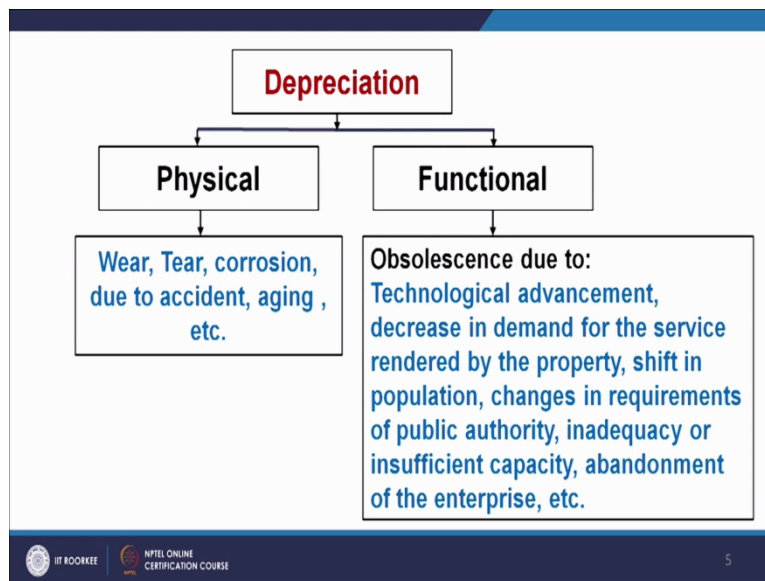 Depreciation
Physical
Functional
Wear, Tear, corrosion,
due to accident, aging ,
etc.
Obsolescence due to:
Technological advancement,
decrease in demand for the service
rendered by the property, shift in
population, changes in requirements
of public authority, inadequacy or
insufficient capacity, abandonment
of the enterprise, etc.
IIT ROORKEE
NPTEL ONLINE
CERTIFICATION COURSE
5